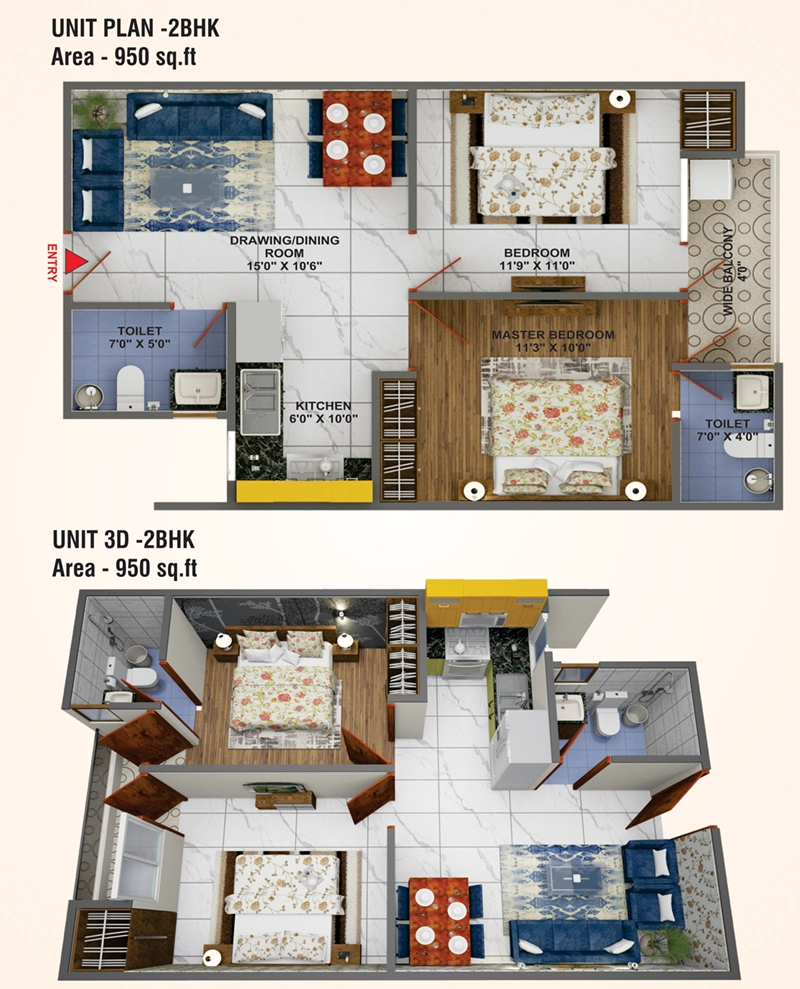 UNIT PLAN -2BHK
Area - 950 sq.ft
DRAWING/DINING
ROOM
15'0" X 10'6"
BEDROOM
11'9" X 11'0"
WIDE BALCONY
4'0"
ENTRY
TOILET
7'0" X 5'0"
MASTER BEDROOM
11'3" X 10'0"
KITCHEN
6'0" X 10'0"
TOILET
7'0" X 4'0"
UNIT 3D -2BHK
Area - 950 sq.ft